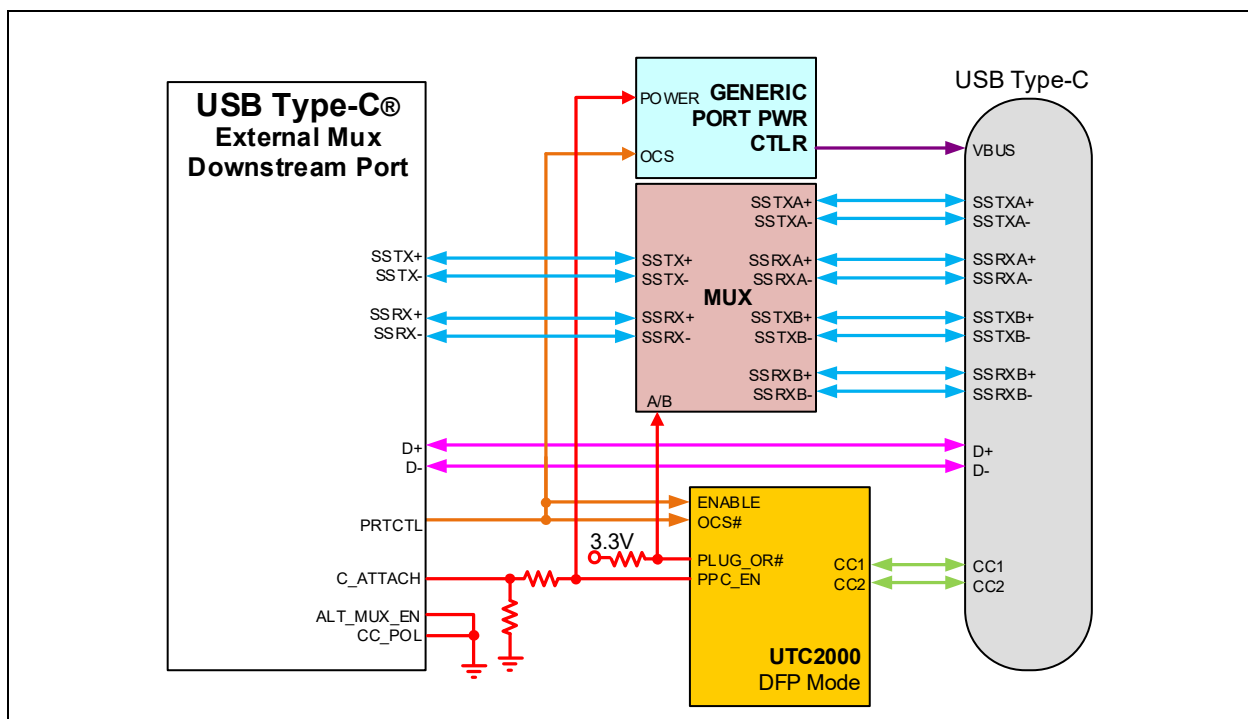 USB Type-C®
External Mux
Downstream Port
SSTX+
SSTX-
SSRX+
SSRX-
D+
D-
PRTCTL
C_ATTACH
ALT_MUX_EN
CC_POL
POWER
GENERIC
PORT PWR
CTLR
OCS
SSTXA+
SSTXA-
SSTX+
SSTX-
SSRXA+
SSRXA-
MUX
SSRX+
SSRX-
SSTXB+
SSTXB-
SSRXB+
SSRXB-
A/B
ENABLE
OCS#
3.3V
PLUG_OR#
PPC_EN
CC1
CC2
UTC2000
DFP Mode
USB Type-C
VBUS
SSTXA+
SSTXA-
SSRXA+
SSRXA-
SSTXB+
SSTXB-
SSRXB+
SSRXB-
D+
D-
CC1
CC2